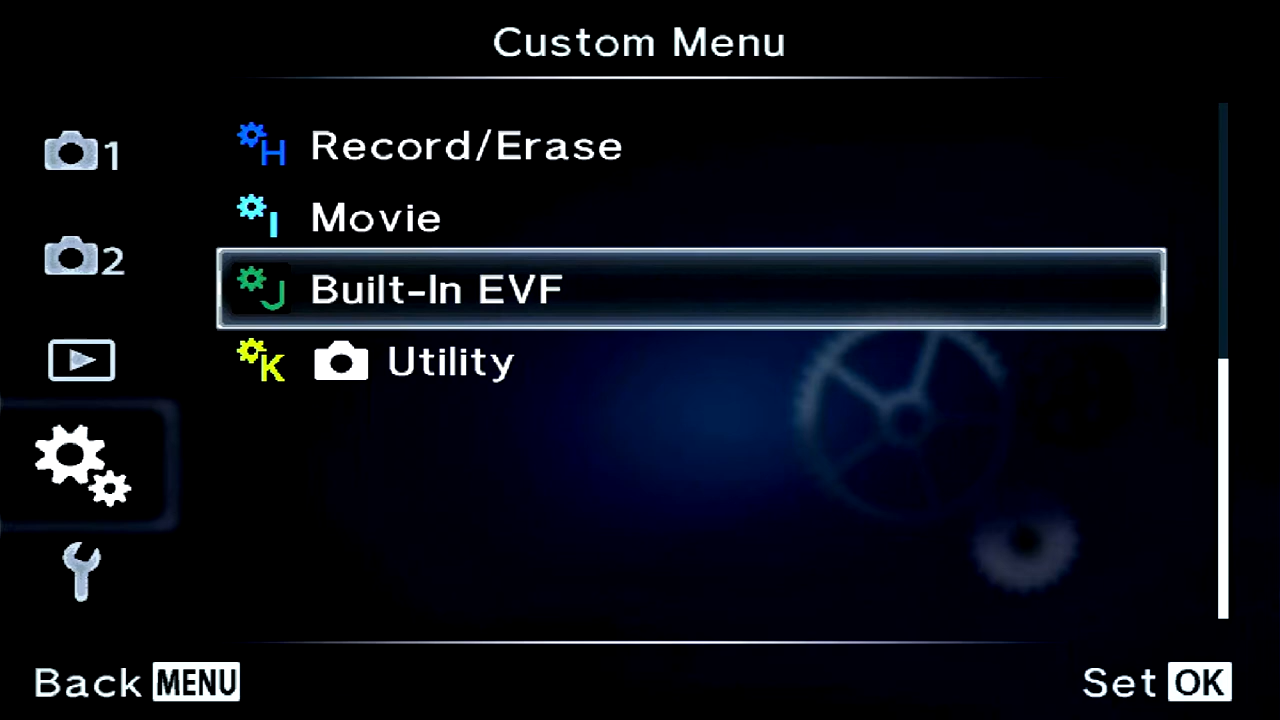 Custom Menu
1
H Record/Erase
2
I Movie
J Built-In EVF
K Utility
Back MENU
Set OK